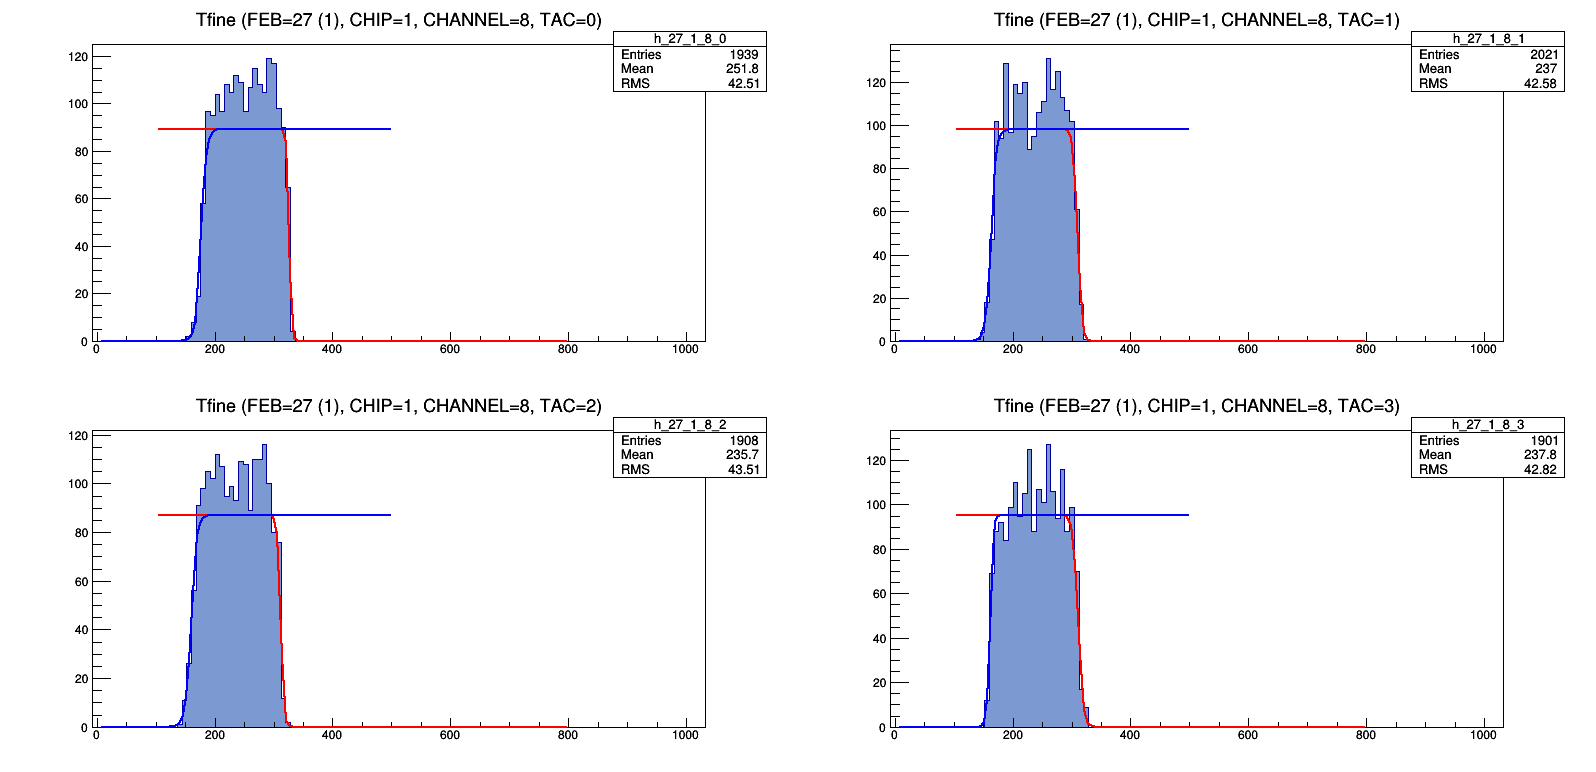 Tfine (FEB=27 (1), CHIP=1, CHANNEL=8, TAC=0)
h_27_1_8_0
Entries 1939
Mean 251.8
RMS 42.51
120
100
80
60
40
20
0
0 200 400 600 800 1000
Tfine (FEB=27 (1), CHIP=1, CHANNEL=8, TAC=1)
h_27_1_8_1
Entries 2021
Mean 237
RMS 42.58
120
100
80
60
40
20
0
0 200 400 600 800 1000
Tfine (FEB=27 (1), CHIP=1, CHANNEL=8, TAC=2)
h_27_1_8_2
Entries 1908
Mean 235.7
RMS 43.51
120
100
80
60
40
20
0
0 200 400 600 800 1000
Tfine (FEB=27 (1), CHIP=1, CHANNEL=8, TAC=3)
h_27_1_8_3
Entries 1901
Mean 237.8
RMS 42.82
120
100
80
60
40
20
0
0 200 400 600 800 1000